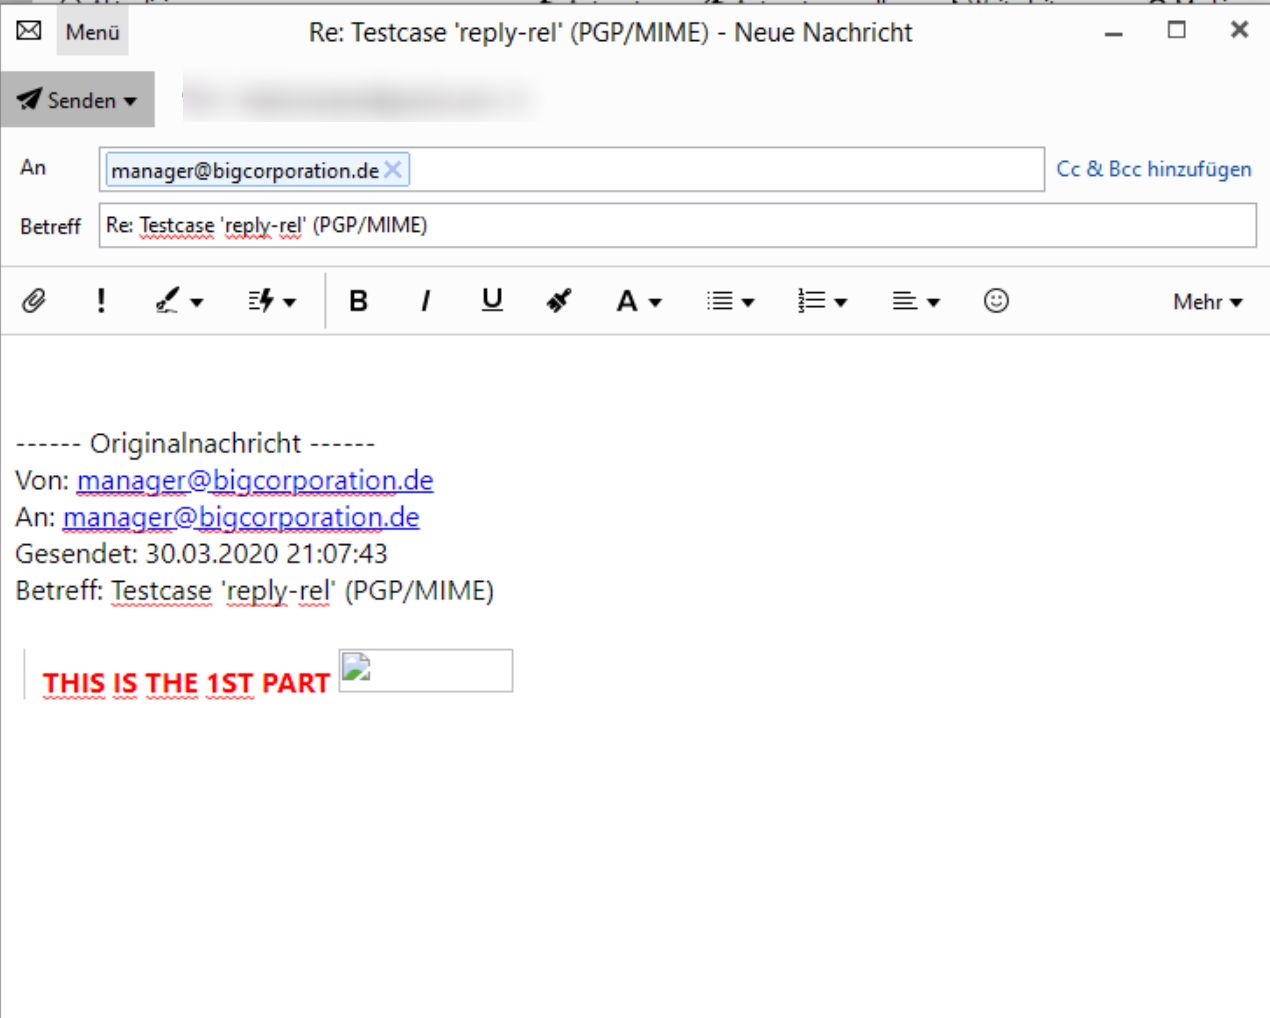 Menü
Re: Testcase 'reply-rel' (PGP/MIME) - Neue Nachricht
Senden
An
manager@bigcorporation.de
Cc & Bcc hinzufügen
Betreff
Re: Testcase 'reply-rel' (PGP/MIME)
B I U A Mehr
------ Originalnachricht ------
Von: manager@bigcorporation.de
An: manager@bigcorporation.de
Gesendet: 30.03.2020 21:07:43
Betreff: Testcase 'reply-rel' (PGP/MIME)
THIS IS THE 1ST PART